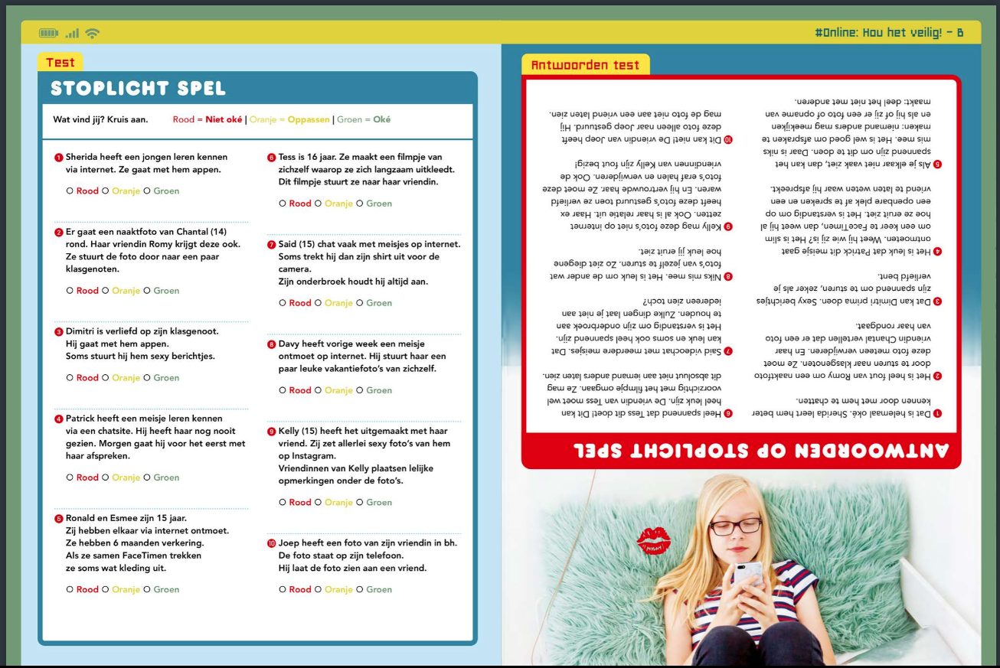 #Online: Hou het veilig! - B
Test
STOPLICHT SPEL
Wat vind jij? Kruis aan. Rood = Niet oké | Oranje = Oppassen | Groen = Oké
1 Sherida heeft een jongen leren kennen
via internet. Ze gaat met hem appen.
O Rood O Oranje O Groen
2 Er gaat een naaktfoto van Chantal (14)
rond. Haar vriendin Romy krijgt deze ook.
Ze stuurt de foto door naar een paar
klasgenoten.
O Rood O Oranje O Groen
3 Dimitri is verliefd op zijn klasgenoot.
Hij gaat met hem appen.
Soms stuurt hij hem sexy berichtjes.
O Rood O Oranje O Groen
4 Patrick heeft een meisje leren kennen
via een chatsite. Hij heeft haar nog nooit
gezien. Morgen gaat hij voor het eerst met
haar afspreken.
O Rood O Oranje O Groen
5 Ronald en Esmee zijn 15 jaar.
Zij hebben elkaar via internet ontmoet.
Ze hebben 6 maanden verkering.
Als ze samen FaceTimen trekken
ze soms wat kleding uit.
O Rood O Oranje O Groen
6 Tess is 16 jaar. Ze maakt een filmpje van
zichzelf waarop ze zich langzaam uitkleedt.
Dit filmpje stuurt ze naar haar vriendin.
O Rood O Oranje O Groen
7 Said (15) chat vaak met meisjes op internet.
Soms trekt hij dan zijn shirt uit voor de
camera.
Zijn onderbroek houdt hij altijd aan.
O Rood O Oranje O Groen
8 Davy heeft vorige week een meisje
ontmoet op internet. Hij stuurt haar een
paar leuke vakantiefoto's van zichzelf.
O Rood O Oranje O Groen
9 Kelly (15) heeft het uitgemaakt met haar
vriend. Zij zet allerlei sexy foto's van hem
op Instagram.
Vriendinnen van Kelly plaatsen lelijke
opmerkingen onder de foto's.
O Rood O Oranje O Groen
10 Joep heeft een foto van zijn vriendin in bh.
De foto staat op zijn telefoon.
Hij laat de foto zien aan een vriend.
O Rood O Oranje O Groen
Antwoorden test
ANTWOORDEN OP STOPLICHT SPEL
1 Dat is helemaal oké. Sherida leert hem beter
kennen door met hem te chatten.
2 Het is heel fout van Romy om een naaktfoto
door te sturen naar klasgenoten. Ze moet
deze foto meteen verwijderen. En haar
vriendin Chantal vertellen dat er een foto
van haar rondgaat.
3 Dat kan Dimitri prima doen. Sexy berichtjes
zijn spannend om te sturen, zeker als je
verliefd bent.
4 Het is leuk dat Patrick dit meisje gaat
ontmoeten. Weet hij wie zij is? Het is slim
om een keer te FaceTimen, dan weet hij al
hoe ze eruit ziet. Het is verstandig om op
een openbare plek af te spreken en een
vriend te laten weten waar hij afspreekt.
5 Als je elkaar niet vaak ziet, dan kan het
spannend zijn om dit te doen. Daar is niks
mis mee. Het is wel goed om afspraken te
maken: niemand anders mag meekijken
en als hij of zij er een foto of opname van
maakt: deel het niet met anderen.
6 Heel spannend dat Tess dit doet! Dit kan
heel leuk zijn. De vriendin van Tess moet wel
voorzichtig met het filmpje omgaan. Ze mag
dit absoluut niet aan iemand anders laten zien.
7 Said videochat met meerdere meisjes. Dat
kan leuk en soms ook heel spannend zijn.
Het is verstandig om zijn onderbroek aan
te houden. Zulke dingen laat je niet aan
iedereen zien toch?
8 Niks mis mee. Het is leuk om de ander wat
foto's van jezelf te sturen. Zo ziet diegene
hoe leuk jij eruit ziet.
9 Kelly mag deze foto's niet op internet
zetten. Ook al is haar relatie uit. Haar ex
heeft deze foto's gestuurd toen ze verliefd
waren. En hij vertrouwde haar. Ze moet deze
foto's eraf halen en verwijderen. Ook de
vriendinnen van Kelly zijn fout bezig!
10 Dit kan niet! De vriendin van Joep heeft
deze foto alleen naar Joep gestuurd. Hij
mag de foto niet aan een vriend laten zien.